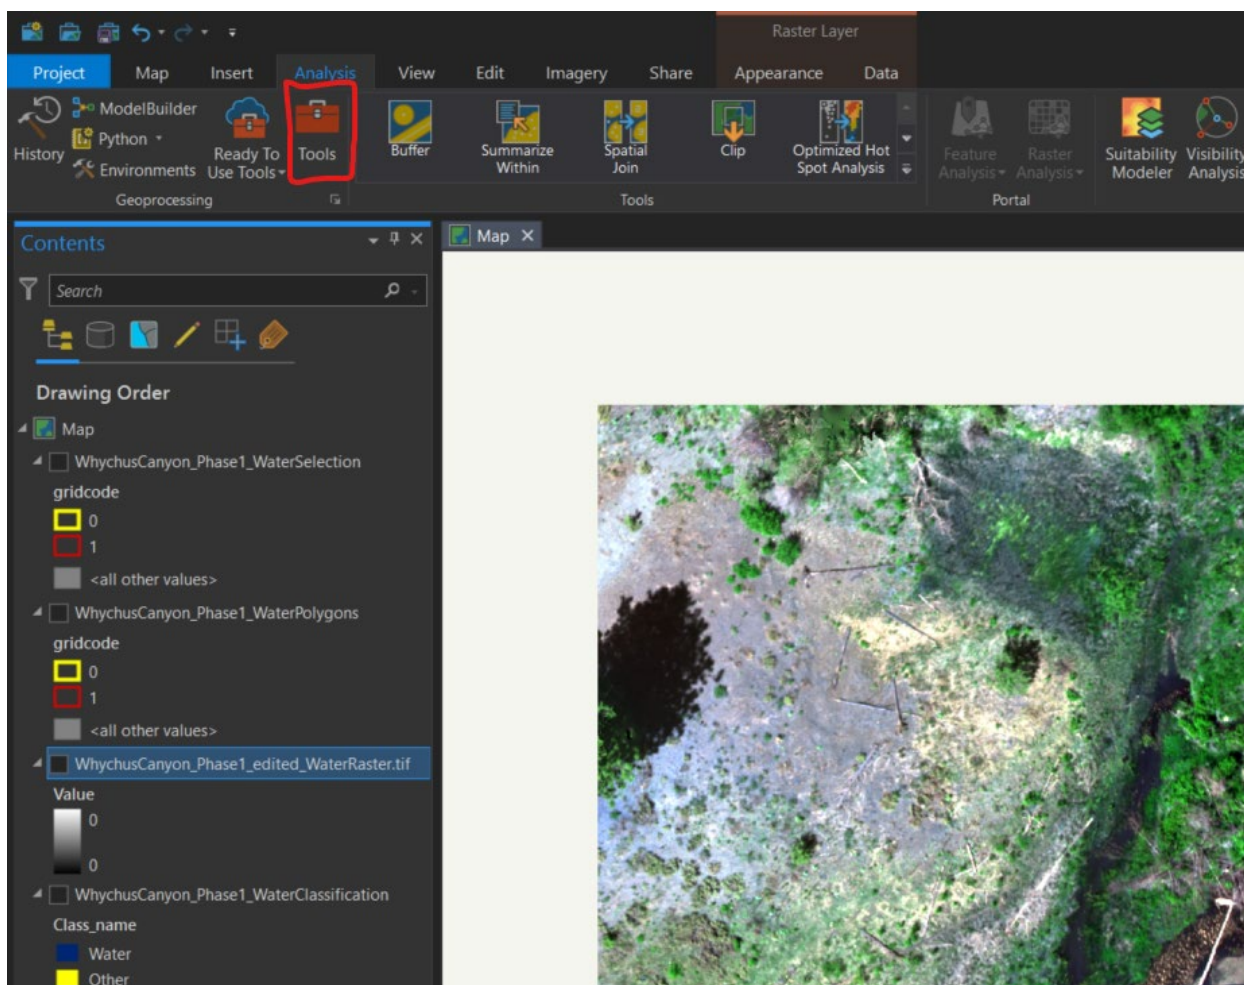 Raster Layer
Project Map Insert Analysis View Edit Imagery Share Appearance Data
History
ModelBuilder
Python
Environments
Ready To
Use Tools
Tools
Geoprocessing
Buffer
Summarize
Within
Spatial
Join
Clip
Optimized Hot
Spot Analysis
Tools
Feature
Analysis
Raster
Analysis
Portal
Suitability
Modeler
Visibility
Analysis
Contents
Search
Drawing Order
Map
WhychusCanyon_Phase1_WaterSelection
gridcode
0
1
<all other values>
WhychusCanyon_Phase1_WaterPolygons
gridcode
0
1
<all other values>
WhychusCanyon_Phase1_edited_WaterRaster.tif
Value
0
0
WhychusCanyon_Phase1_WaterClassification
Class_name
Water
Other
Map